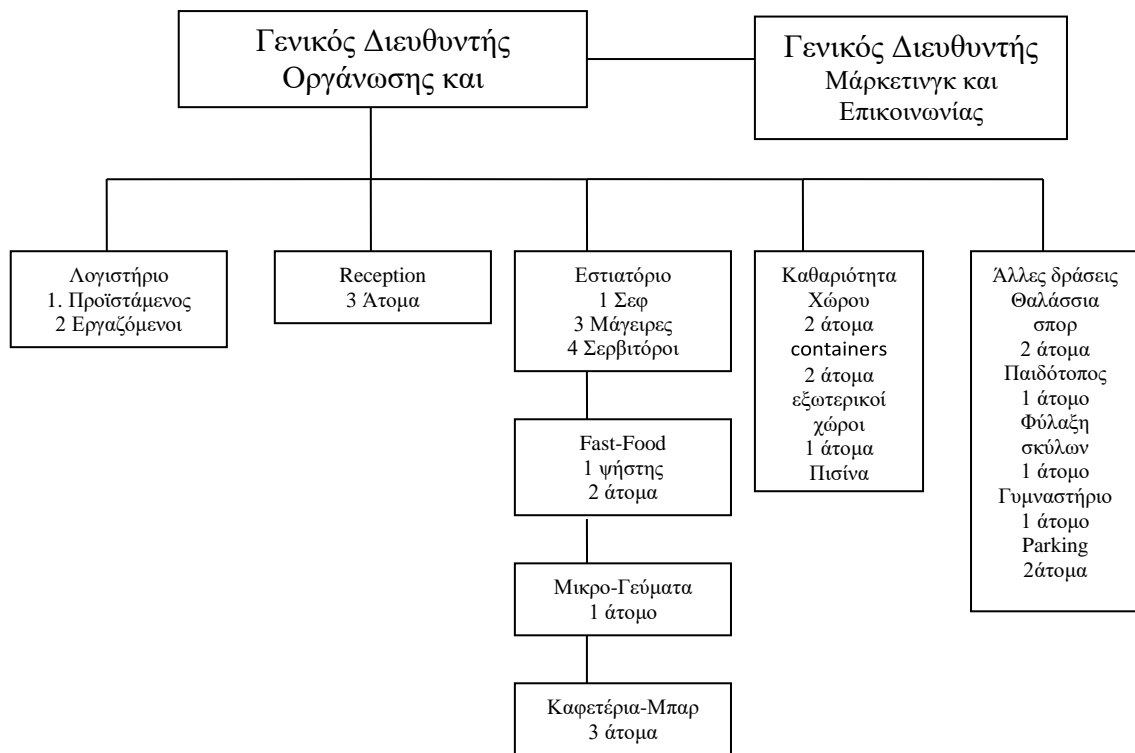 Γενικός Διευθυντής
Οργάνωσης και
Γενικός Διευθυντής
Μάρκετινγκ και
Επικοινωνίας
Λογιστήριο
1. Προϊστάμενος
2 Εργαζόμενοι
Reception
3 Άτομα
Εστιατόριο
1 Σεφ
3 Μάγειρες
4 Σερβιτόροι
Καθαριότητα
Χώρου
2 άτομα
containers
2 άτομα
εξωτερικοί
χώροι
1 άτομα
Πισίνα
Άλλες δράσεις
Θαλάσσια
σπορ
2 άτομα
Παιδότοπος
1 άτομο
Φύλαξη
σκύλων
1 άτομο
Γυμναστήριο
1 άτομο
Parking
2άτομα
Fast-Food
1 ψήστης
2 άτομα
Μικρο-Γεύματα
1 άτομο
Καφετέρια-Μπαρ
3 άτομα